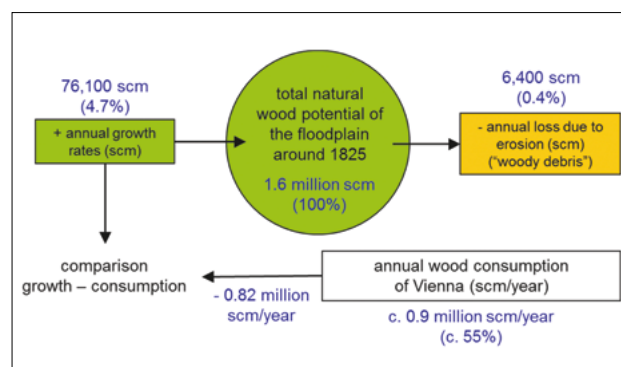 76,100 scm
(4.7%)
+ annual growth
rates (scm)
total natural
wood potential of
the floodplain
around 1825
1.6 million scm
(100%)
6,400 scm
(0.4%)
- annual loss due to
erosion (scm)
("woody debris")
comparison
growth – consumption
- 0.82 million
scm/year
annual wood consumption
of Vienna (scm/year)
c. 0.9 million scm/year
(c. 55%)